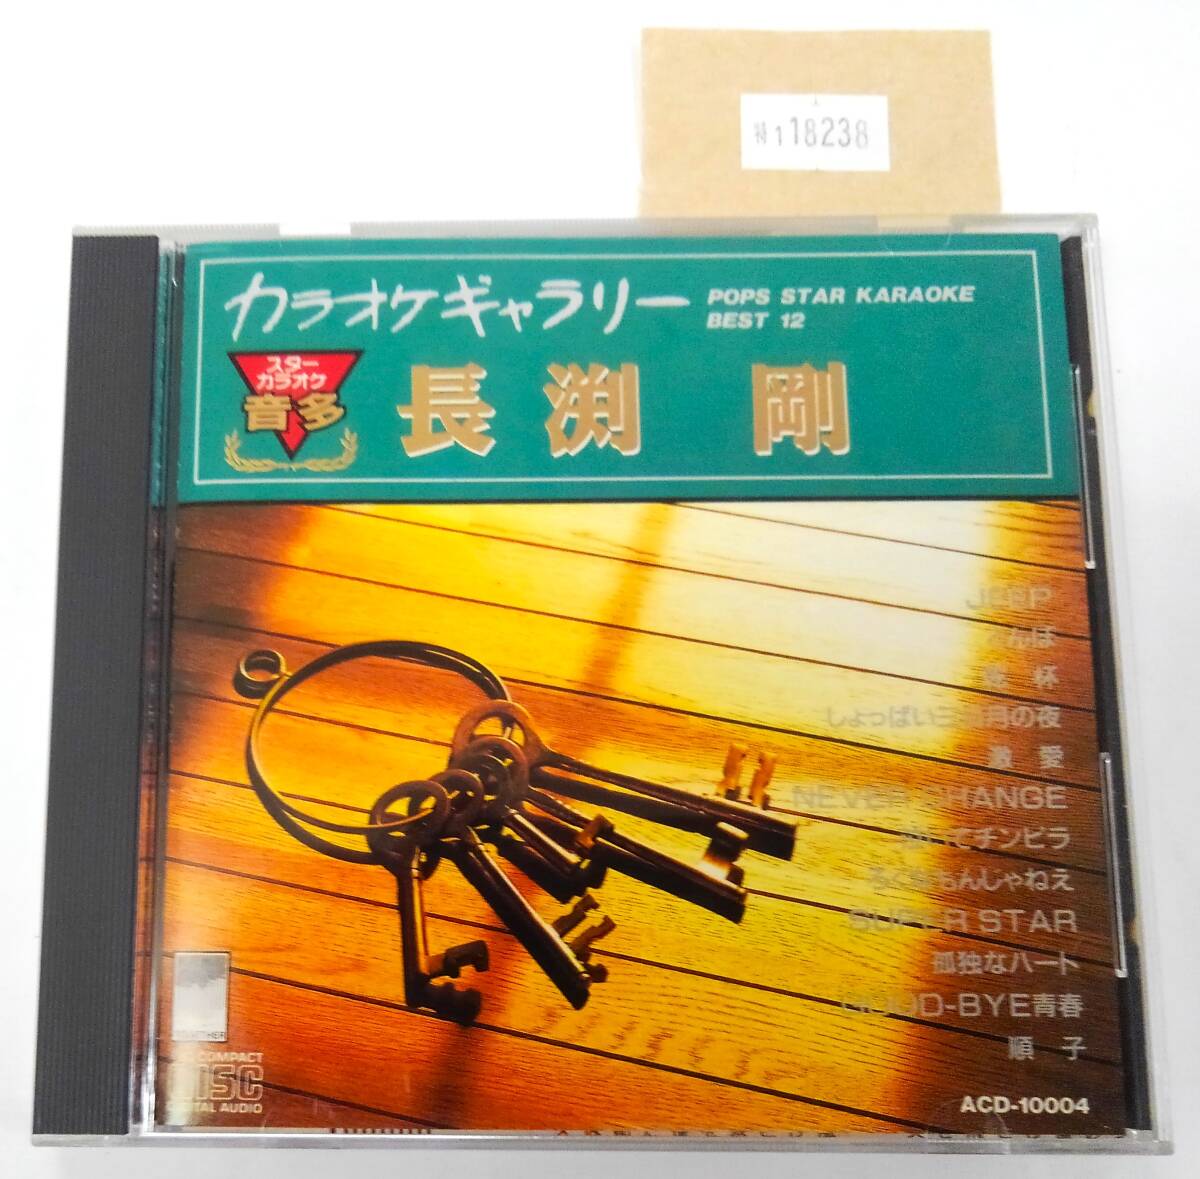 特1 18238
カラオケギャラリー
POPS STAR KARAOKE
BEST 12
スター
カラオケ
音多
長渕 剛
JEEP
とんぼ
乾杯
しょっぱい三日月の夜
激愛
NEVER CHANGE
泣いてチンピラ
ろくなもんじゃねえ
SUPER STAR
孤独なハート
GOOD-BYE青春
順子
COMPACT
DISC
DIGITAL AUDIO
ACD-10004